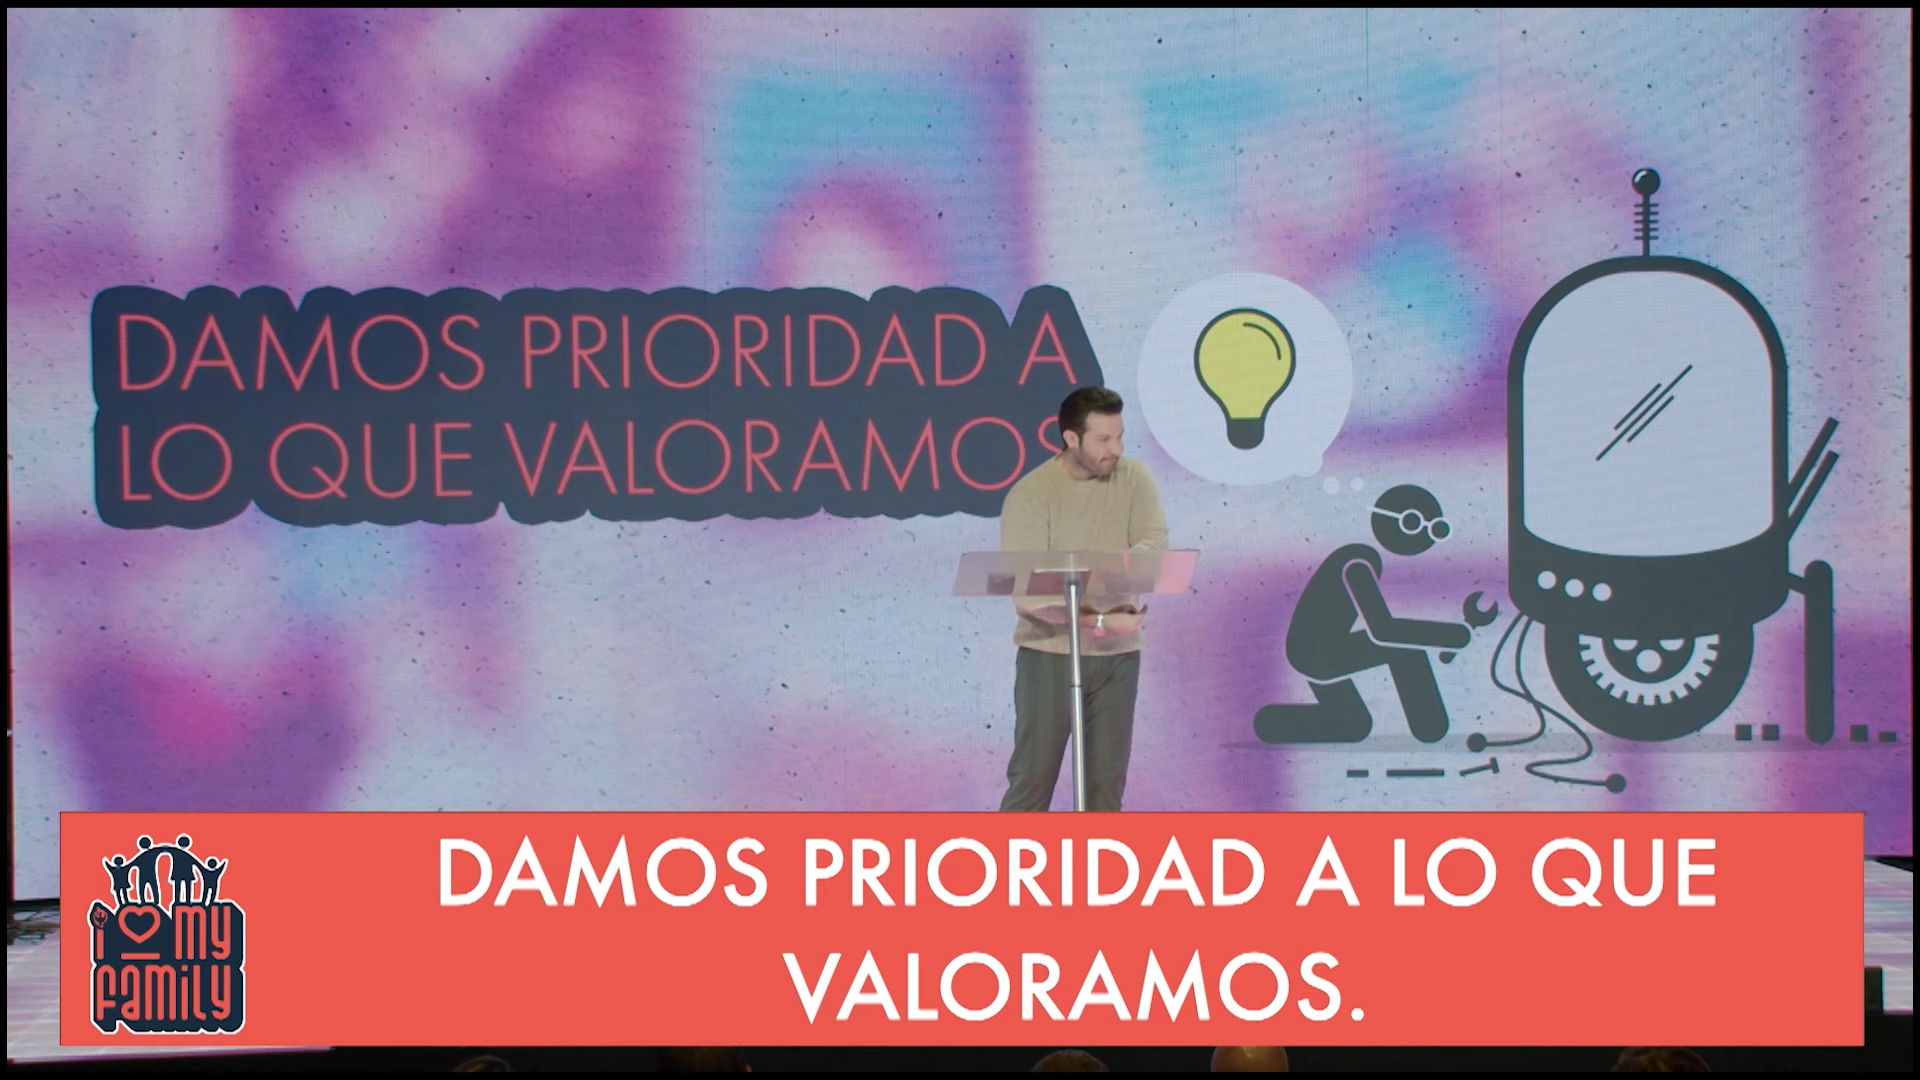 DAMOS PRIORIDAD A
LO QUE VALORAMOS
DAMOS PRIORIDAD A LO QUE
VALORAMOS.
i my
family